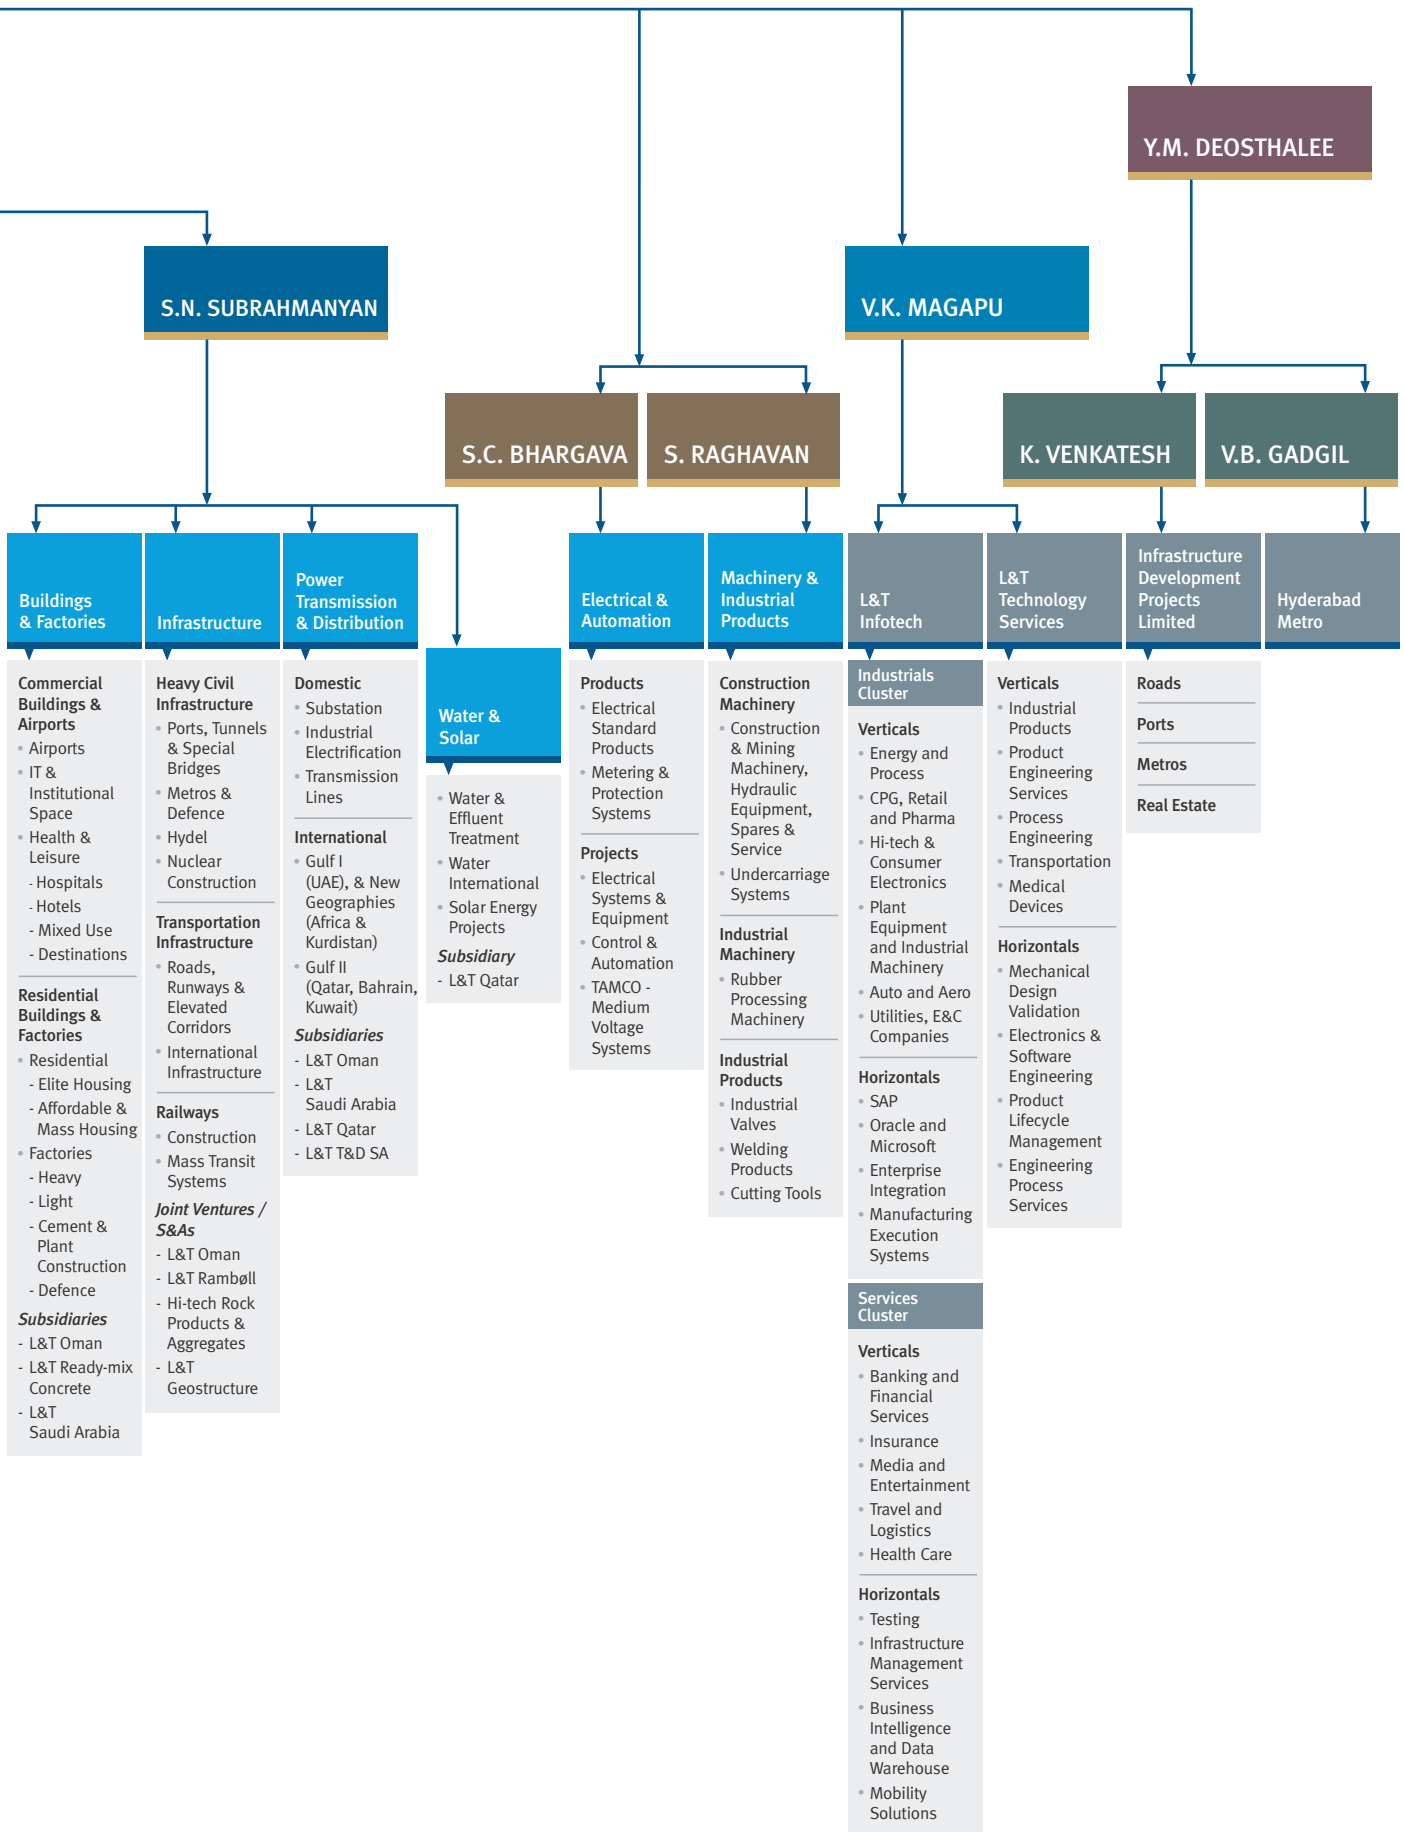 Y.M. DEOSTHALEE
S.N. SUBRAHMANYAN
V.K. MAGAPU
S.C. BHARGAVA
S. RAGHAVAN
K. VENKATESH
V.B. GADGIL
Buildings
& Factories
Commercial
Buildings &
Airports
• Airports
• IT &
Institutional
Space
• Health &
Leisure
- Hospitals
- Hotels
- Mixed Use
- Destinations
Residential
Buildings &
Factories
• Residential
- Elite Housing
- Affordable &
Mass Housing
• Factories
- Heavy
- Light
- Cement &
Plant
Construction
- Defence
Subsidiaries
- L&T Oman
- L&T Ready-mix
Concrete
- L&T
Saudi Arabia
Infrastructure
Heavy Civil
Infrastructure
• Ports, Tunnels
& Special
Bridges
• Metros &
Defence
• Hydel
• Nuclear
Construction
Transportation
Infrastructure
• Roads,
Runways &
Elevated
Corridors
• International
Infrastructure
Railways
• Construction
• Mass Transit
Systems
Joint Ventures /
S&As
- L&T Oman
- L&T Rambøll
- Hi-tech Rock
Products &
Aggregates
- L&T
Geostructure
Power
Transmission
& Distribution
Domestic
• Substation
• Industrial
Electrification
• Transmission
Lines
International
• Gulf I
(UAE), & New
Geographies
(Africa &
Kurdistan)
• Gulf II
(Qatar, Bahrain,
Kuwait)
Subsidiaries
- L&T Oman
- L&T
Saudi Arabia
- L&T Qatar
- L&T T&D SA
Water &
Solar
• Water &
Effluent
Treatment
• Water
International
• Solar Energy
Projects
Subsidiary
- L&T Qatar
Electrical &
Automation
Products
• Electrical
Standard
Products
• Metering &
Protection
Systems
Projects
• Electrical
Systems &
Equipment
• Control &
Automation
• TAMCO -
Medium
Voltage
Systems
Machinery &
Industrial
Products
Construction
Machinery
• Construction
& Mining
Machinery,
Hydraulic
Equipment,
Spares &
Service
• Undercarriage
Systems
Industrial
Machinery
• Rubber
Processing
Machinery
Industrial
Products
• Industrial
Valves
• Welding
Products
• Cutting Tools
L&T
Infotech
Industrials
Cluster
Verticals
• Energy and
Process
• CPG, Retail
and Pharma
• Hi-tech &
Consumer
Electronics
• Plant
Equipment
and Industrial
Machinery
• Auto and Aero
• Utilities, E&C
Companies
Horizontals
• SAP
• Oracle and
Microsoft
• Enterprise
Integration
• Manufacturing
Execution
Systems
Services
Cluster
Verticals
• Banking and
Financial
Services
• Insurance
• Media and
Entertainment
• Travel and
Logistics
• Health Care
Horizontals
• Testing
• Infrastructure
Management
Services
• Business
Intelligence
and Data
Warehouse
• Mobility
Solutions
L&T
Technology
Services
Verticals
• Industrial
Products
• Product
Engineering
Services
• Process
Engineering
• Transportation
• Medical
Devices
Horizontals
• Mechanical
Design
Validation
• Electronics &
Software
Engineering
• Product
Lifecycle
Management
• Engineering
Process
Services
Infrastructure
Development
Projects
Limited
Roads
Ports
Metros
Real Estate
Hyderabad
Metro